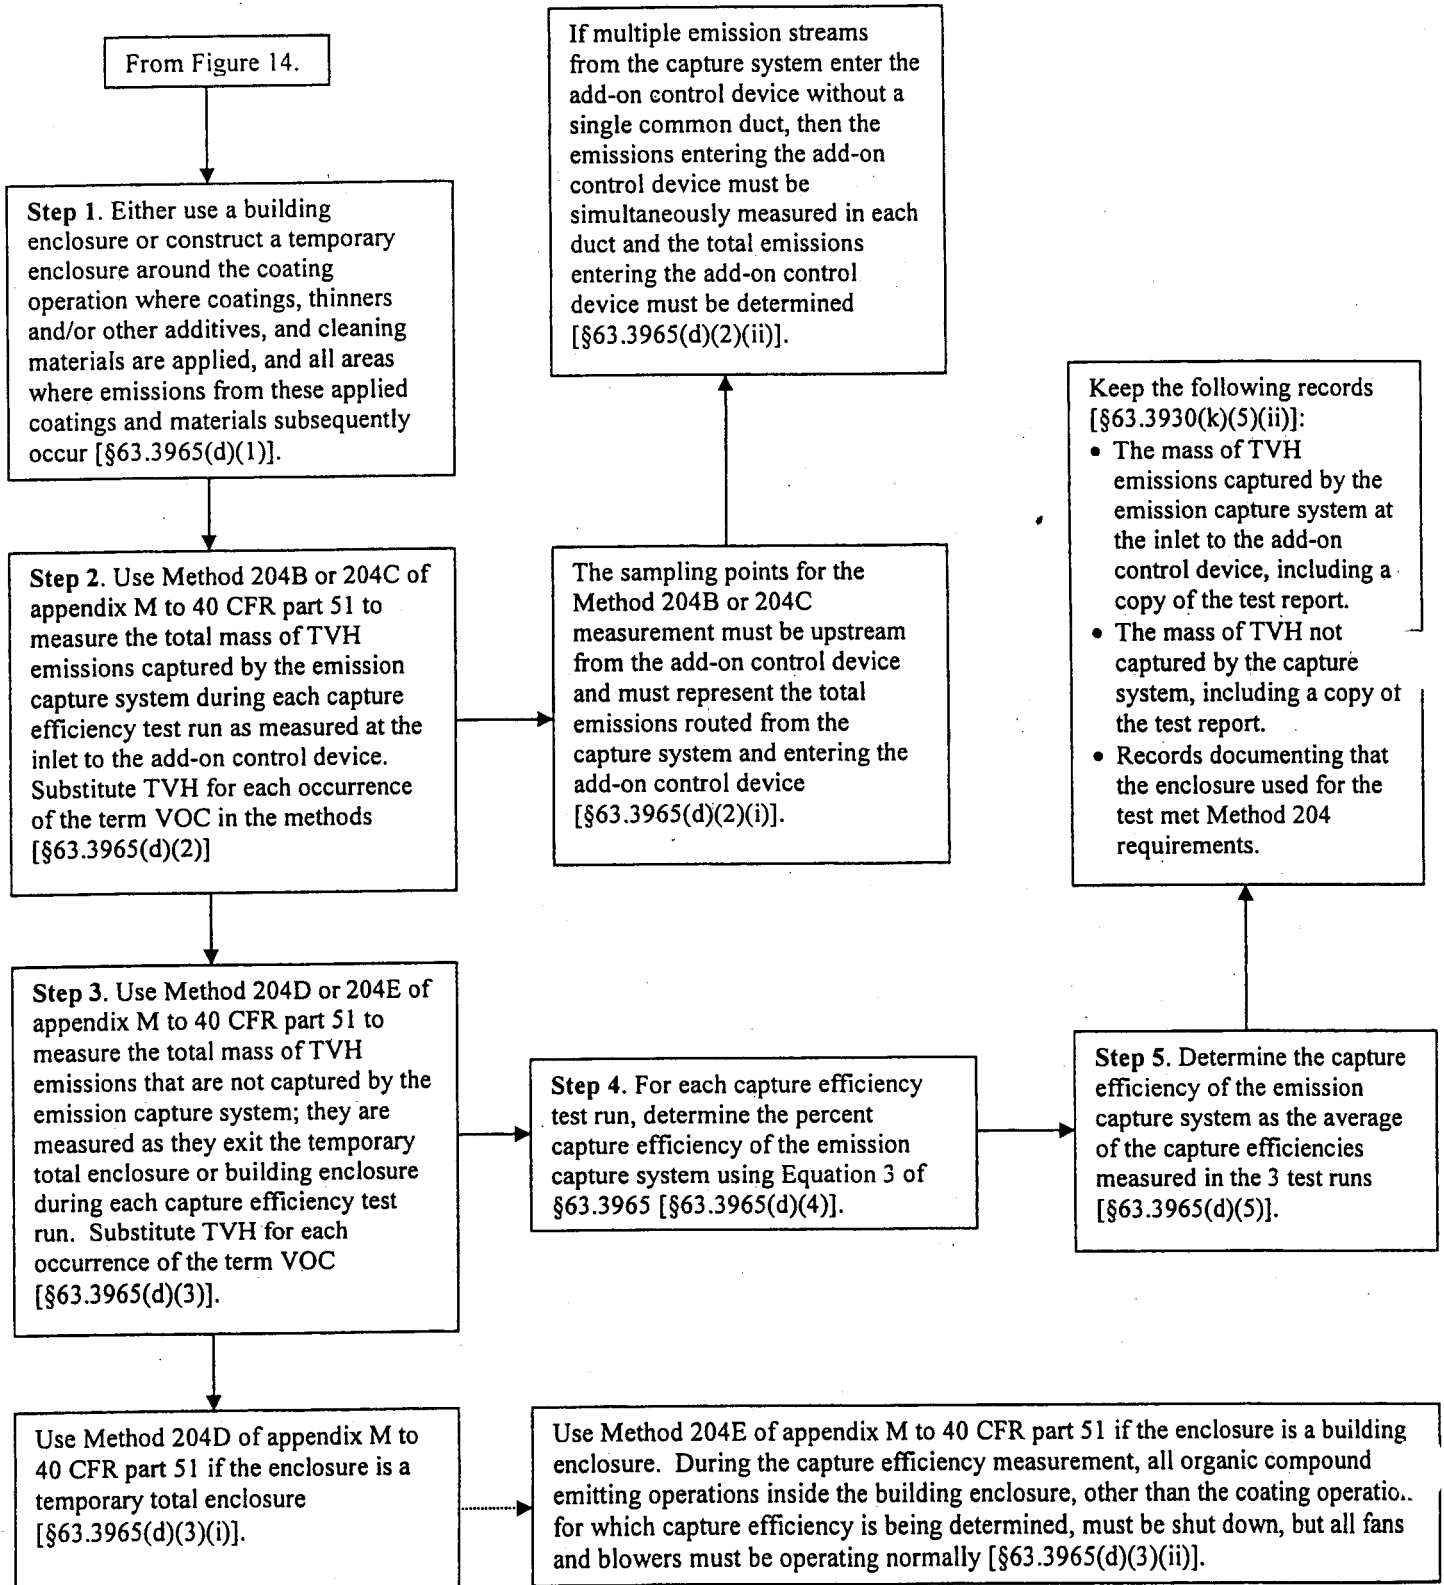 From Figure 14.
Step 1. Either use a building
enclosure or construct a temporary
enclosure around the coating
operation where coatings, thinners
and/or other additives, and cleaning
materials are applied, and all areas
where emissions from these applied
coatings and materials subsequently
occur [§63.3965(d)(1)].
Step 2. Use Method 204B or 204C of
appendix M to 40 CFR part 51 to
measure the total mass of TVH
emissions captured by the emission
capture system during each capture
efficiency test run as measured at the
inlet to the add-on control device.
Substitute TVH for each occurrence
of the term VOC in the methods
[§63.3965(d)(2)]
The sampling points for the
Method 204B or 204C
measurement must be upstream
from the add-on control device
and must represent the total
emissions routed from the
capture system and entering the
add-on control device
[§63.3965(d)(2)(i)].
If multiple emission streams
from the capture system enter the
add-on control device without a
single common duct, then the
emissions entering the add-on
control device must be
simultaneously measured in each
duct and the total emissions
entering the add-on control
device must be determined
[§63.3965(d)(2)(ii)].
Step 3. Use Method 204D or 204E of
appendix M to 40 CFR part 51 to
measure the total mass of TVH
emissions that are not captured by the
emission capture system; they are
measured as they exit the temporary
total enclosure or building enclosure
during each capture efficiency test
run. Substitute TVH for each
occurrence of the term VOC
[§63.3965(d)(3)].
Step 4. For each capture efficiency
test run, determine the percent
capture efficiency of the emission
capture system using Equation 3 of
§63.3965 [§63.3965(d)(4)].
Step 5. Determine the capture
efficiency of the emission
capture system as the average
of the capture efficiencies
measured in the 3 test runs
[§63.3965(d)(5)].
Keep the following records
[§63.3930(k)(5)(ii)]:
• The mass of TVH
emissions captured by the
emission capture system at
the inlet to the add-on
control device, including a
copy of the test report.
• The mass of TVH not
captured by the capture
system, including a copy of
the test report.
• Records documenting that
the enclosure used for the
test met Method 204
requirements.
Use Method 204D of appendix M to
40 CFR part 51 if the enclosure is a
temporary total enclosure
[§63.3965(d)(3)(i)].
Use Method 204E of appendix M to 40 CFR part 51 if the enclosure is a building
enclosure. During the capture efficiency measurement, all organic compound
emitting operations inside the building enclosure, other than the coating operatio..
for which capture efficiency is being determined, must be shut down, but all fans
and blowers must be operating normally [§63.3965(d)(3)(ii)].